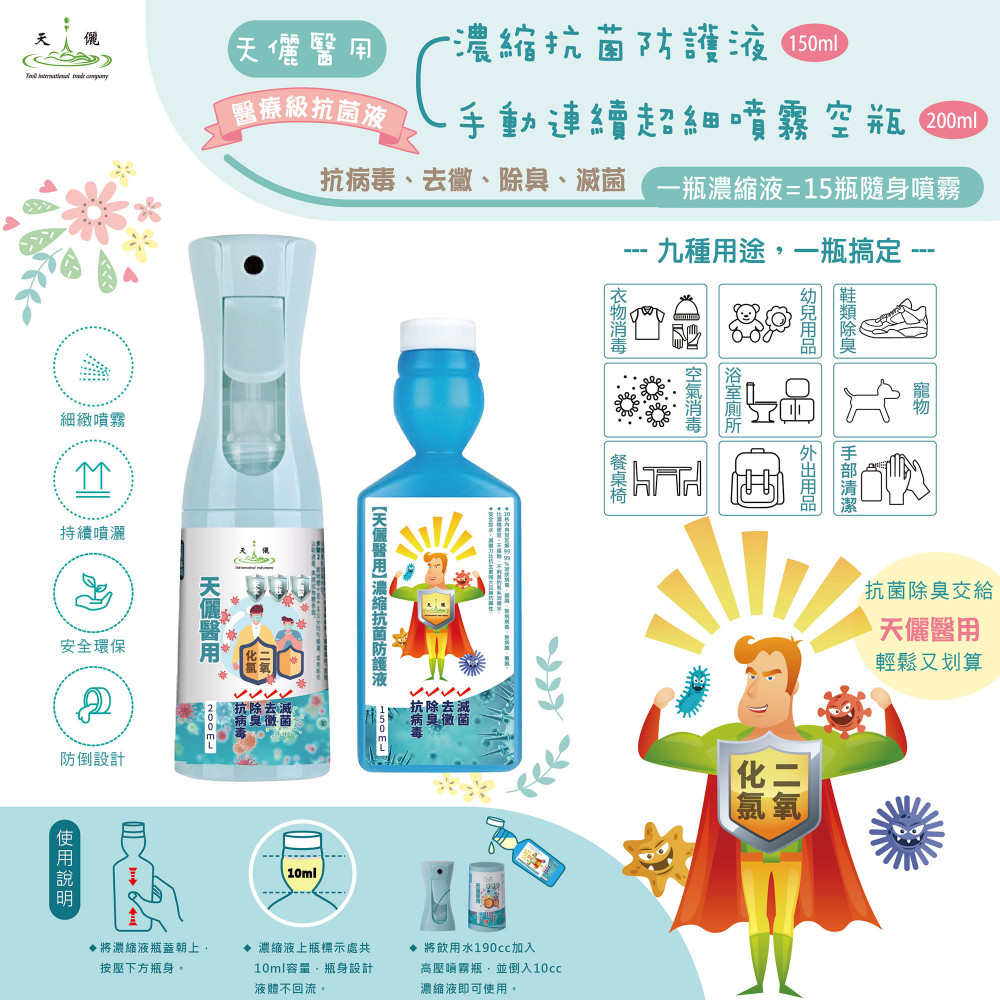 天 儷
Tenli international trade company
天儷醫用
醫療級抗菌液
濃縮抗菌防護液 150ml
手動連續超細噴霧空瓶 200ml
抗病毒、去黴、除臭、滅菌
一瓶濃縮液=15瓶隨身噴霧
--- 九種用途，一瓶搞定 ---
衣物消毒
幼兒用品
鞋類除臭
空氣消毒
浴室廁所
寵物
餐桌椅
外出用品
手部清潔
細緻噴霧
持續噴灑
安全環保
防倒設計
天 儷
天儷醫用
二氧
化氯
滅菌
去黴
除臭
抗病毒
200mL
【天儷醫用】濃縮抗菌防護液
天 儷
滅菌
去黴
除臭
抗病毒
150mL
抗菌除臭交給
天儷醫用
輕鬆又划算
二氧
化氯
使用說明
10ml
◆將濃縮液瓶蓋朝上，
按壓下方瓶身。
◆ 濃縮液上瓶標示處共
10ml容量，瓶身設計
液體不回流。
◆ 將飲用水190cc加入
高壓噴霧瓶，並倒入10cc
濃縮液即可使用。